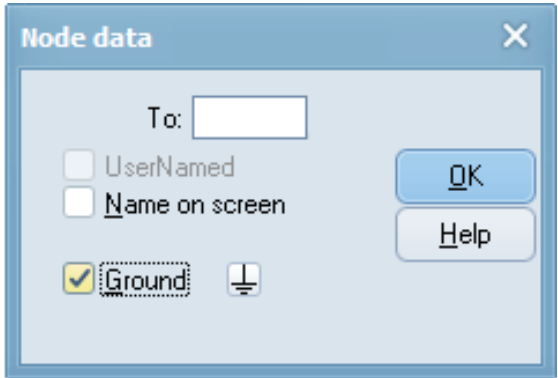 Node data
To:
UserNamed
Name on screen
OK
Help
Ground